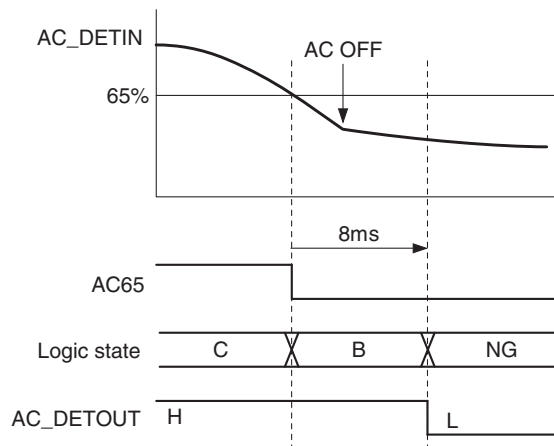 AC_DETIN
AC OFF
65%
8ms
AC65
Logic state
C
B
NG
AC_DETOUT
H
L